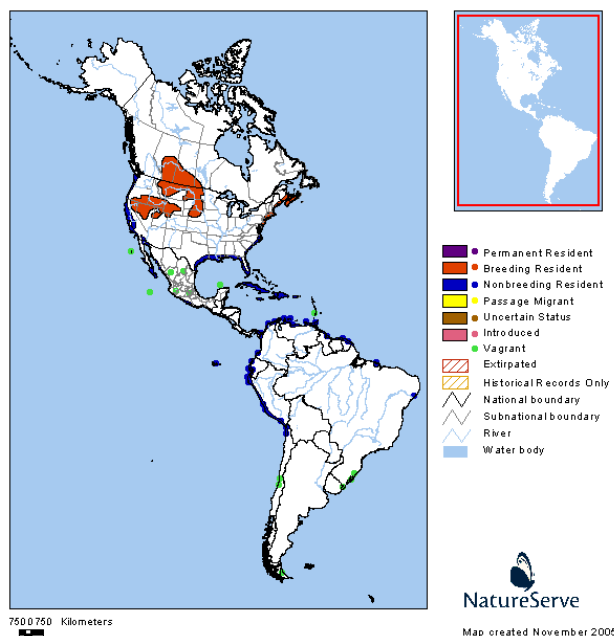 Permanent Resident
Breeding Resident
Nonbreeding Resident
Passage Migrant
Uncertain Status
Introduced
Vagrant
Extirpated
Historical Records Only
National boundary
Subnational boundary
River
Water body
NatureServe
750 0 750 Kilometers
Map created November 2005